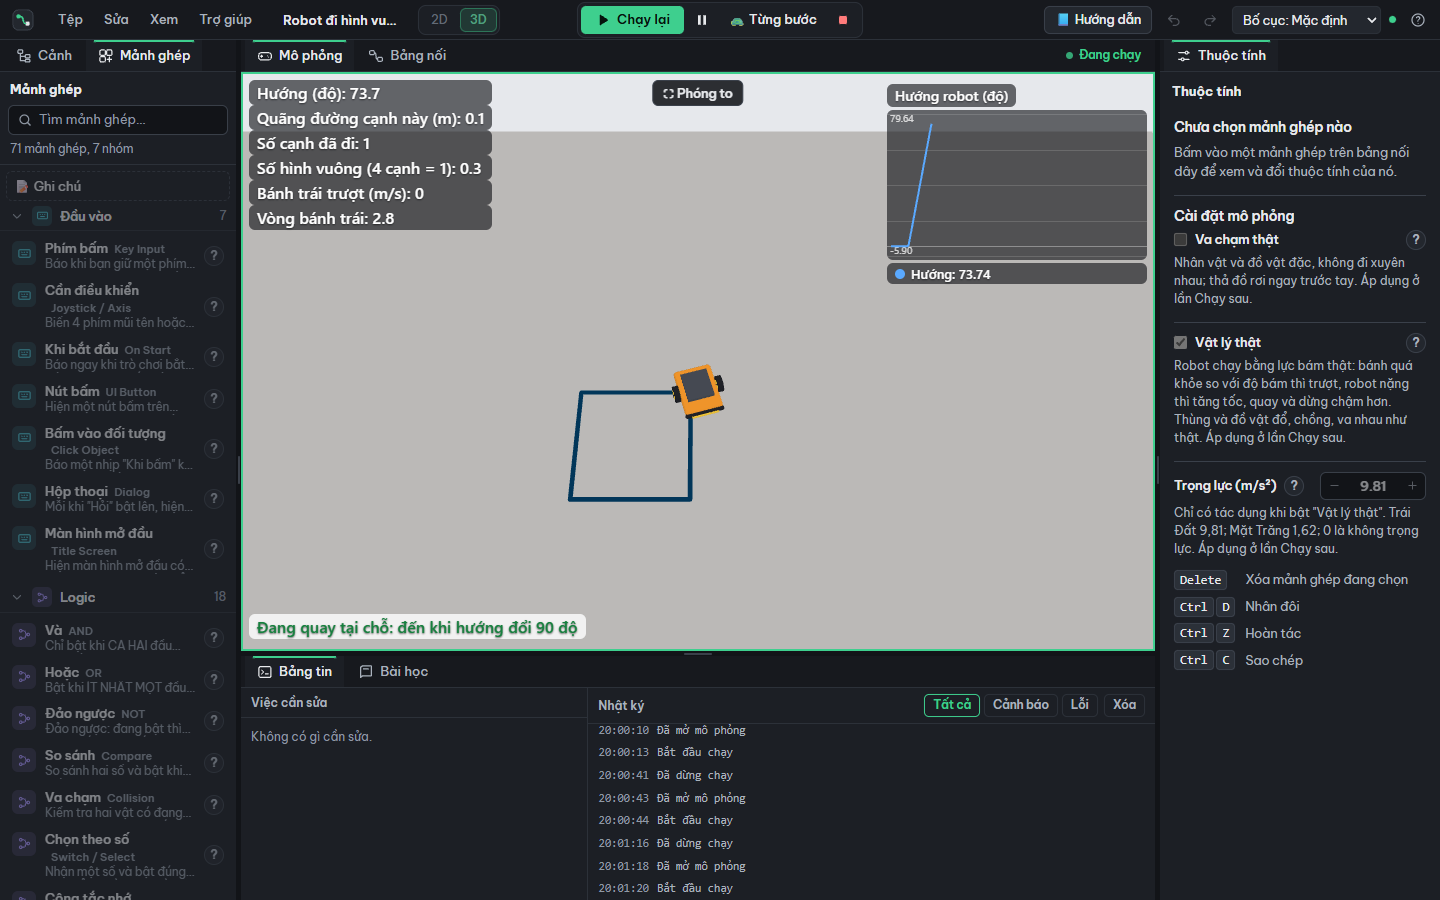 Tệp Sửa Xem Trợ giúp Robot đi hình vu... 2D 3D Chạy lại Từng bước Hướng dẫn Bố cục: Mặc định
Cảnh Mảnh ghép
Mảnh ghép
Tìm mảnh ghép...
71 mảnh ghép, 7 nhóm
Ghi chú
Đầu vào 7
Phím bấm Key Input ?
Báo khi bạn giữ một phím...
Cần điều khiển
Joystick / Axis ?
Biến 4 phím mũi tên hoặc...
Khi bắt đầu On Start ?
Báo ngay khi trò chơi bắt...
Nút bấm UI Button ?
Hiện một nút bấm trên...
Bấm vào đối tượng
Click Object ?
Báo một nhịp "Khi bấm" k...
Hộp thoại Dialog ?
Mỗi khi "Hỏi" bật lên, hiện...
Màn hình mở đầu
Title Screen ?
Hiện màn hình mở đầu có...
Logic 18
Và AND ?
Chỉ bật khi CẢ HAI đầu...
Hoặc OR ?
Bật khi ÍT NHẤT MỘT đầu...
Đảo ngược NOT ?
Đảo ngược: đang bật thì...
So sánh Compare ?
So sánh hai số và bật khi...
Va chạm Collision ?
Kiểm tra hai vật có đang...
Chọn theo số
Switch / Select ?
Nhận một số và bật đúng...
Công tắc nhớ
Mô phỏng Bảng nối Đang chạy
Hướng (độ): 73.7
Quãng đường cạnh này (m): 0.1
Số cạnh đã đi: 1
Số hình vuông (4 cạnh = 1): 0.3
Bánh trái trượt (m/s): 0
Vòng bánh trái: 2.8
Phóng to
Hướng robot (độ)
79.64
-5.90
Hướng: 73.74
Đang quay tại chỗ: đến khi hướng đổi 90 độ
Bảng tin Bài học
Việc cần sửa
Không có gì cần sửa.
Nhật ký Tất cả Cảnh báo Lỗi Xóa
20:00:10 Đã mở mô phỏng
20:00:13 Bắt đầu chạy
20:00:41 Đã dừng chạy
20:00:43 Đã mở mô phỏng
20:00:44 Bắt đầu chạy
20:01:16 Đã dừng chạy
20:01:18 Đã mở mô phỏng
20:01:20 Bắt đầu chạy
Thuộc tính
Thuộc tính
Chưa chọn mảnh ghép nào
Bấm vào một mảnh ghép trên bảng nối
dây để xem và đổi thuộc tính của nó.
Cài đặt mô phỏng
Va chạm thật ?
Nhân vật và đồ vật đặc, không đi xuyên
nhau; thả đồ rơi ngay trước tay. Áp dụng ở
lần Chạy sau.
Vật lý thật ?
Robot chạy bằng lực bám thật: bánh quá
khỏe so với độ bám thì trượt, robot nặng
thì tăng tốc, quay và dừng chậm hơn.
Thùng và đồ vật đổ, chồng, va nhau như
thật. Áp dụng ở lần Chạy sau.
Trọng lực (m/s²) ? − 9.81 +
Chỉ có tác dụng khi bật "Vật lý thật". Trái
Đất 9,81; Mặt Trăng 1,62; 0 là không trọng
lực. Áp dụng ở lần Chạy sau.
Delete Xóa mảnh ghép đang chọn
Ctrl D Nhân đôi
Ctrl Z Hoàn tác
Ctrl C Sao chép